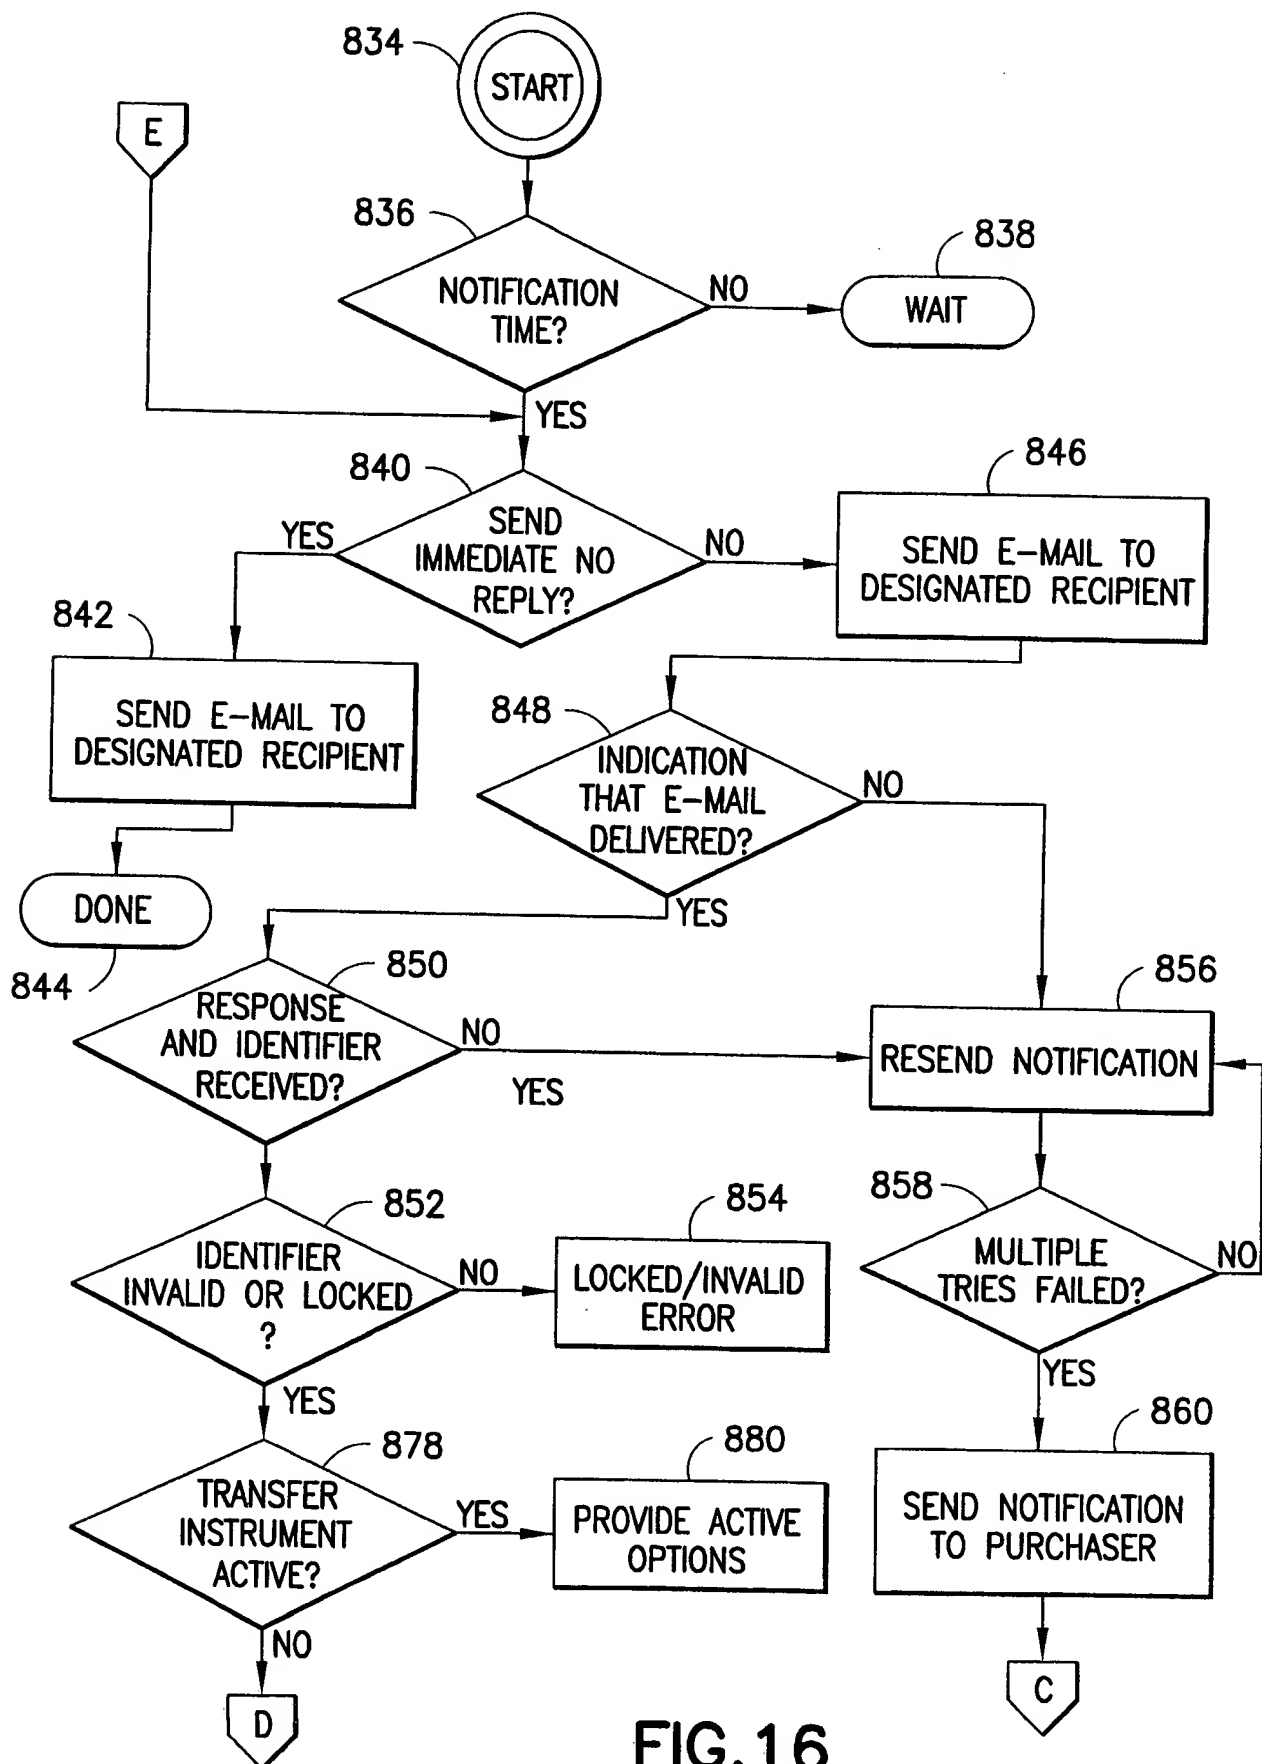 834
START
E
836
838
NOTIFICATION
TIME?
NO
WAIT
YES
840
846
YES
SEND
IMMEDIATE NO
REPLY?
NO
SEND E-MAIL TO
DESIGNATED RECIPIENT
842
SEND E-MAIL TO
DESIGNATED RECIPIENT
848
INDICATION
THAT E-MAIL
DELIVERED?
NO
DONE
YES
844
850
856
RESPONSE
AND IDENTIFIER
RECEIVED?
NO
YES
RESEND NOTIFICATION
852
854
858
IDENTIFIER
INVALID OR LOCKED
?
NO
LOCKED/INVALID
ERROR
MULTIPLE
TRIES FAILED?
NO
YES
YES
878
880
860
TRANSFER
INSTRUMENT
ACTIVE?
YES
PROVIDE ACTIVE
OPTIONS
SEND NOTIFICATION
TO PURCHASER
NO
D
C
FIG.16